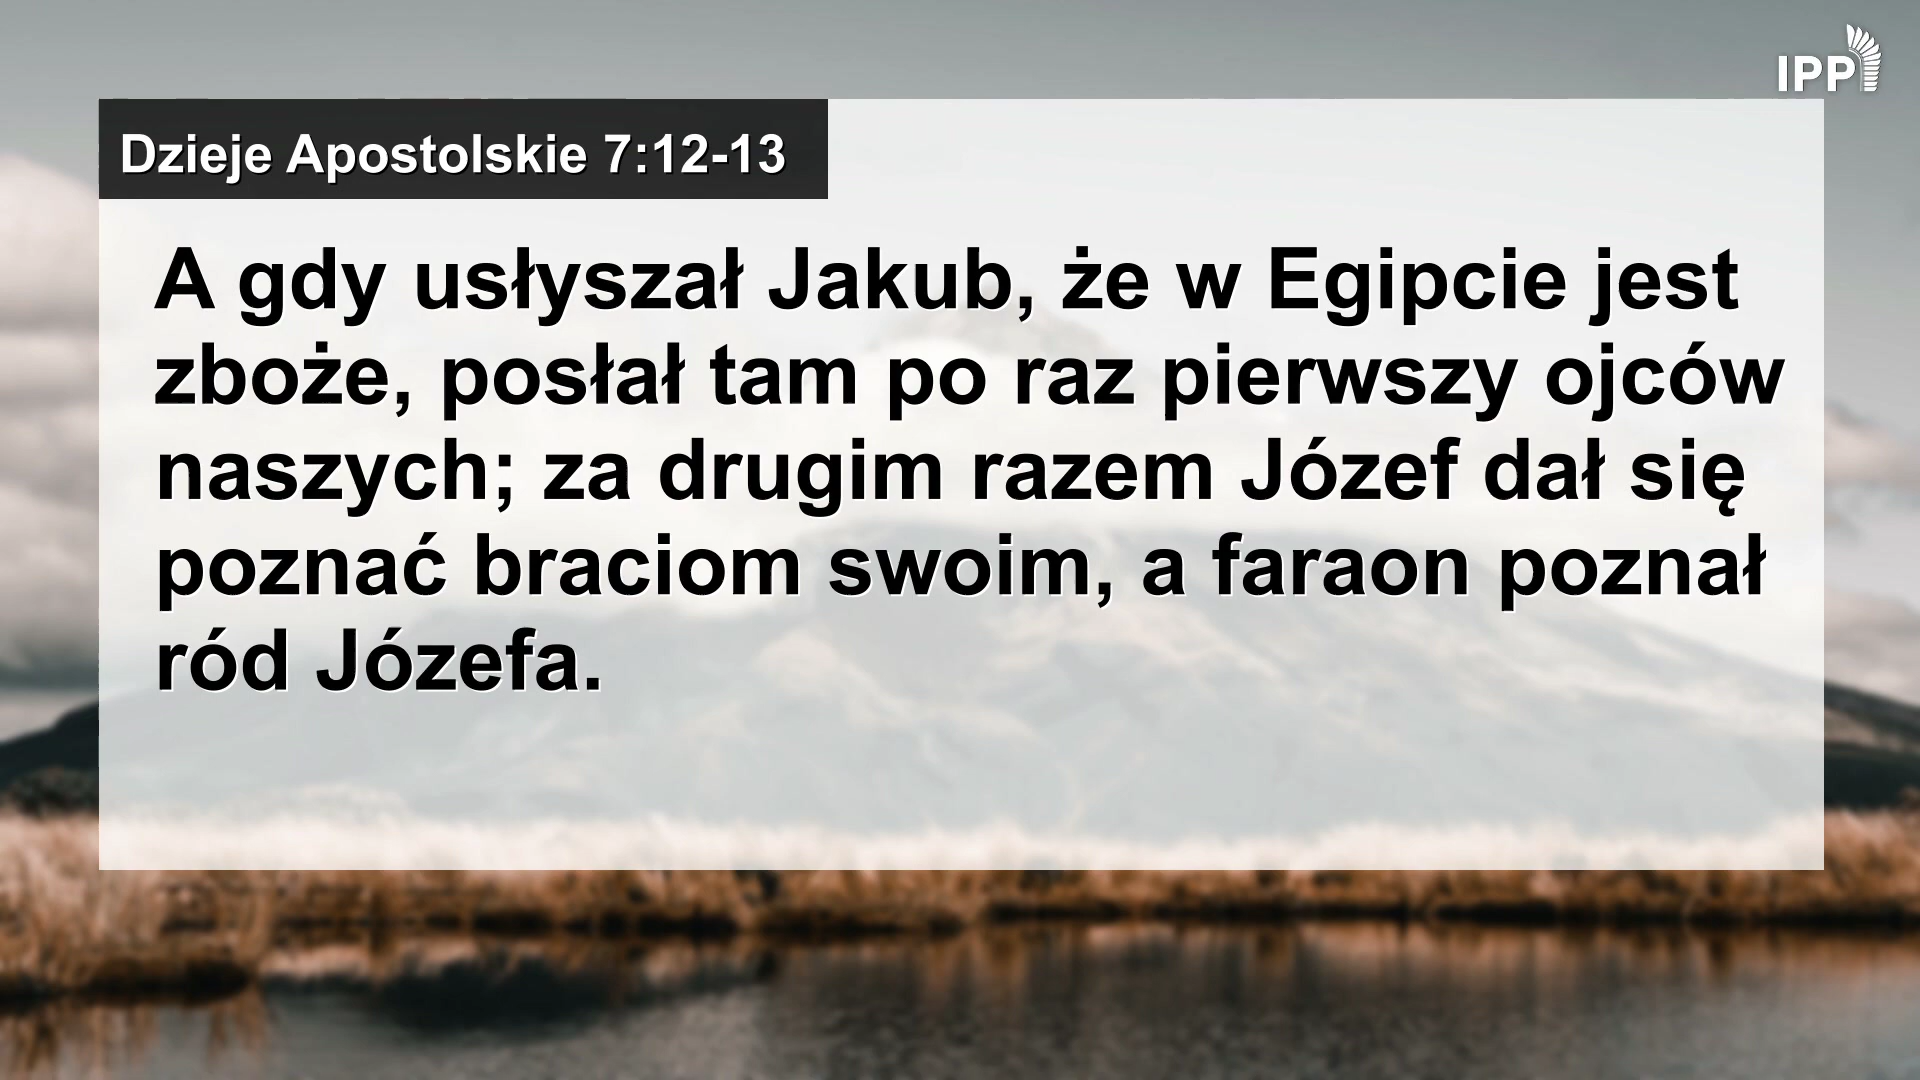 IPP
Dzieje Apostolskie 7:12-13
A gdy usłyszał Jakub, że w Egipcie jest
zboże, posłał tam po raz pierwszy ojców
naszych; za drugim razem Józef dał się
poznać braciom swoim, a faraon poznał
ród Józefa.